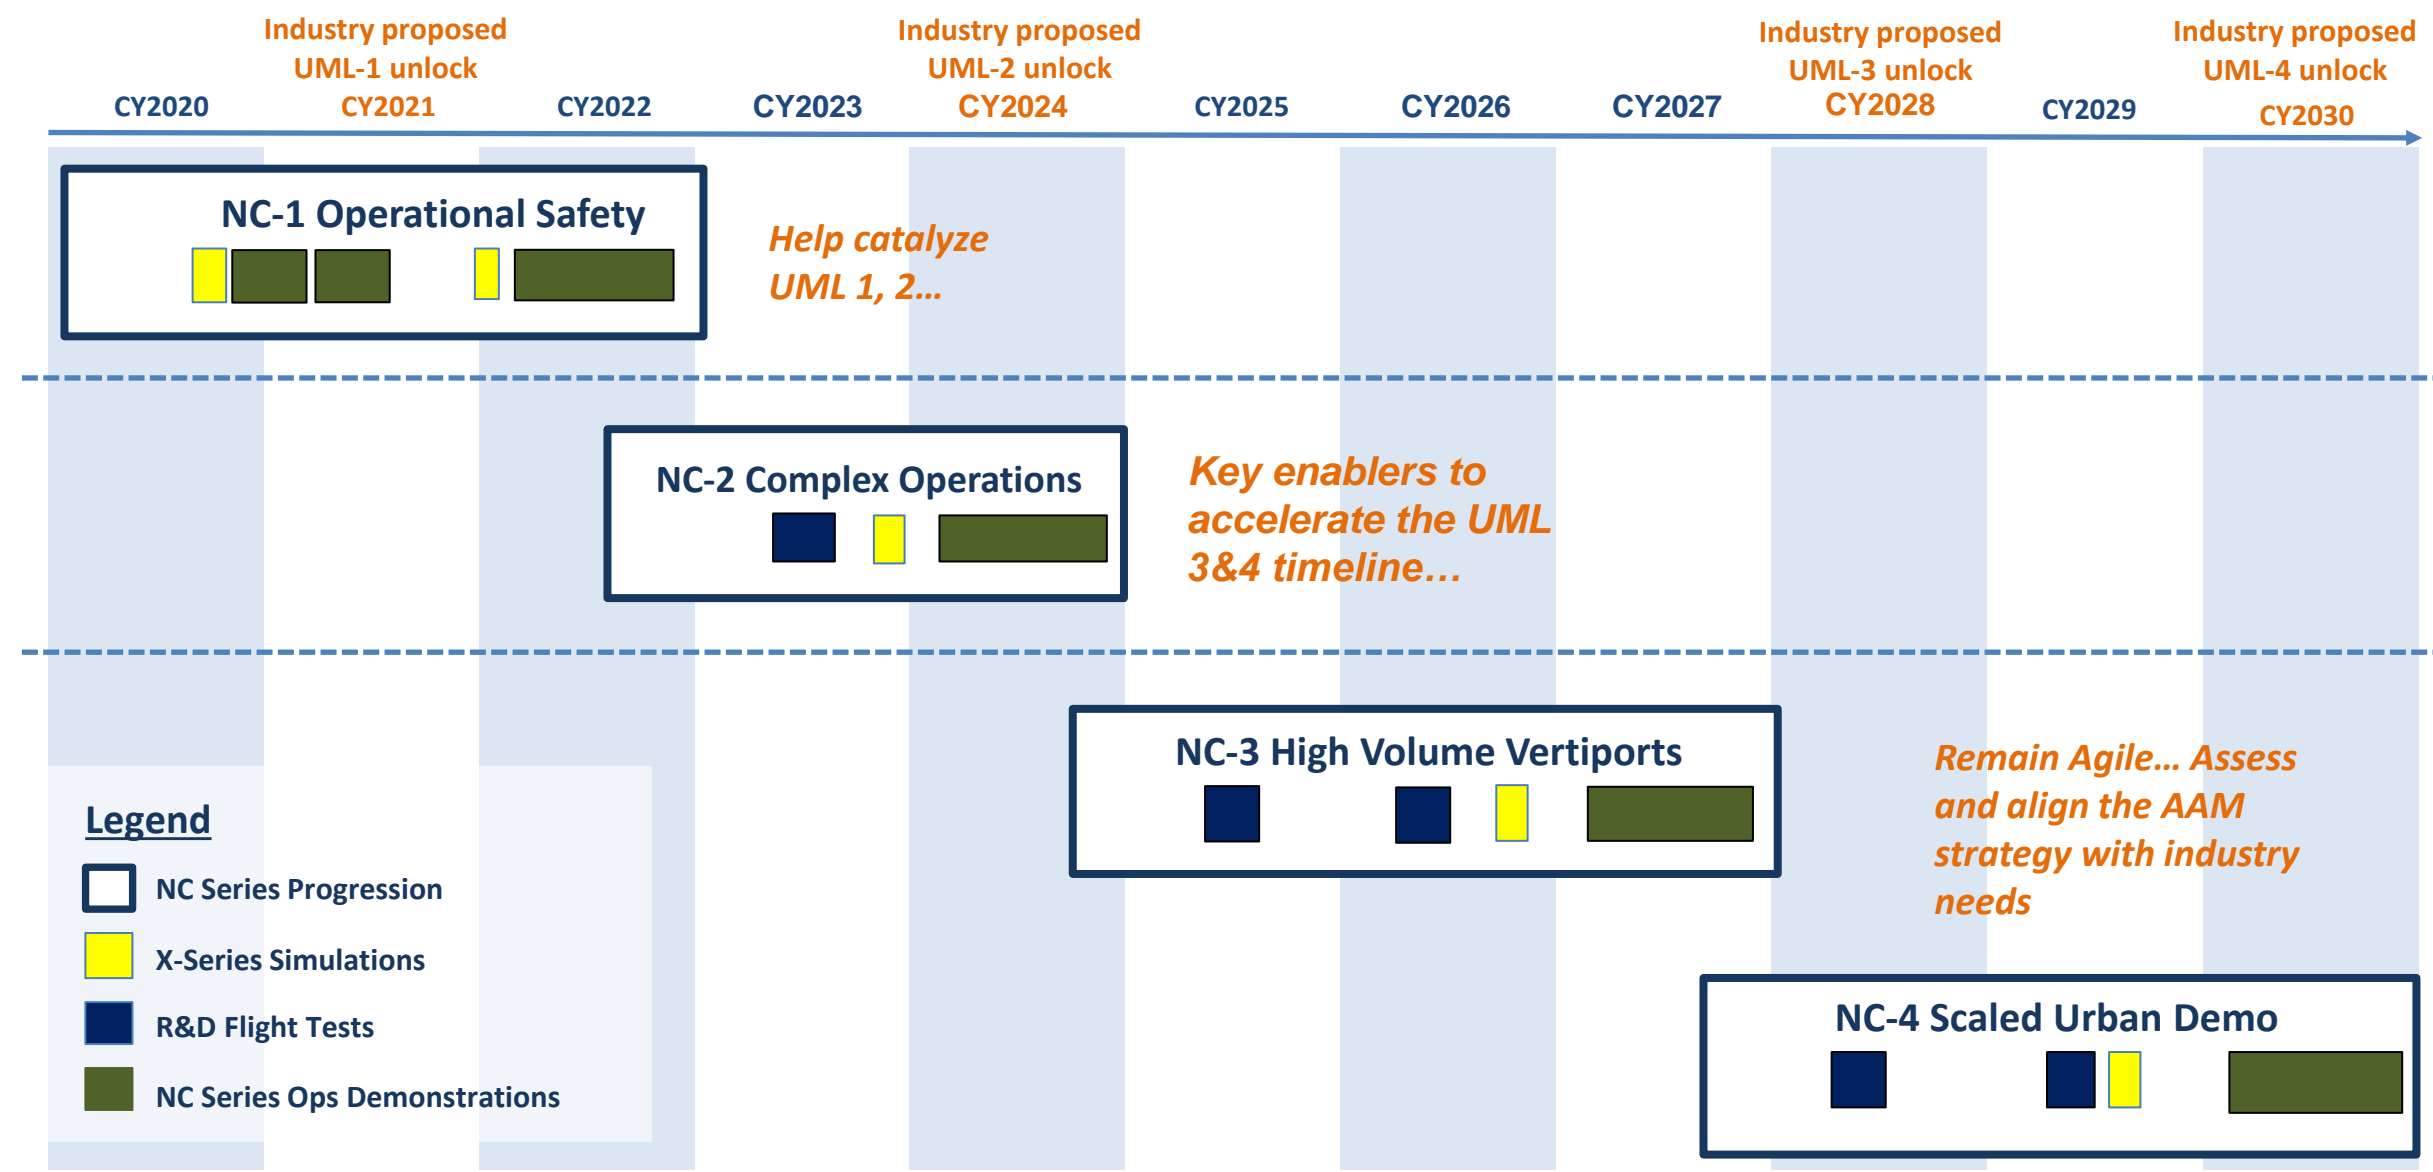 Industry proposed
UML-1 unlock
Industry proposed
UML-2 unlock
Industry proposed
UML-3 unlock
Industry proposed
UML-4 unlock
CY2020
CY2021
CY2022
CY2023
CY2024
CY2025
CY2026
CY2027
CY2028
CY2029
CY2030
NC-1 Operational Safety
Help catalyze
UML 1, 2…
NC-2 Complex Operations
Key enablers to
accelerate the UML
3&4 timeline…
NC-3 High Volume Vertiports
Remain Agile… Assess
and align the AAM
strategy with industry
needs
Legend
NC Series Progression
X-Series Simulations
R&D Flight Tests
NC Series Ops Demonstrations
NC-4 Scaled Urban Demo